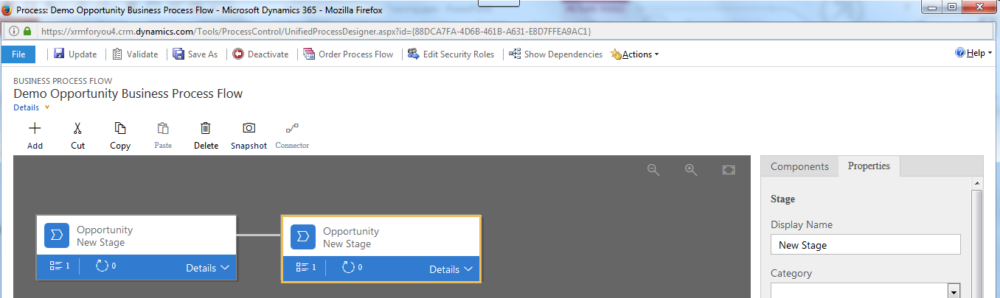 Process: Demo Opportunity Business Process Flow - Microsoft Dynamics 365 - Mozilla Firefox
https://xrmforyou4.crm.dynamics.com/Tools/ProcessControl/UnifiedProcessDesigner.aspx?id={88DCA7FA-4D6B-461B-A631-E8D7FFEA9AC1}
File Update Validate Save As Deactivate Order Process Flow Edit Security Roles Show Dependencies Actions Help
BUSINESS PROCESS FLOW
Demo Opportunity Business Process Flow
Details
Add Cut Copy Paste Delete Snapshot Connector
Components Properties
Opportunity
New Stage
1 0 Details
Opportunity
New Stage
1 0 Details
Stage
Display Name
New Stage
Category